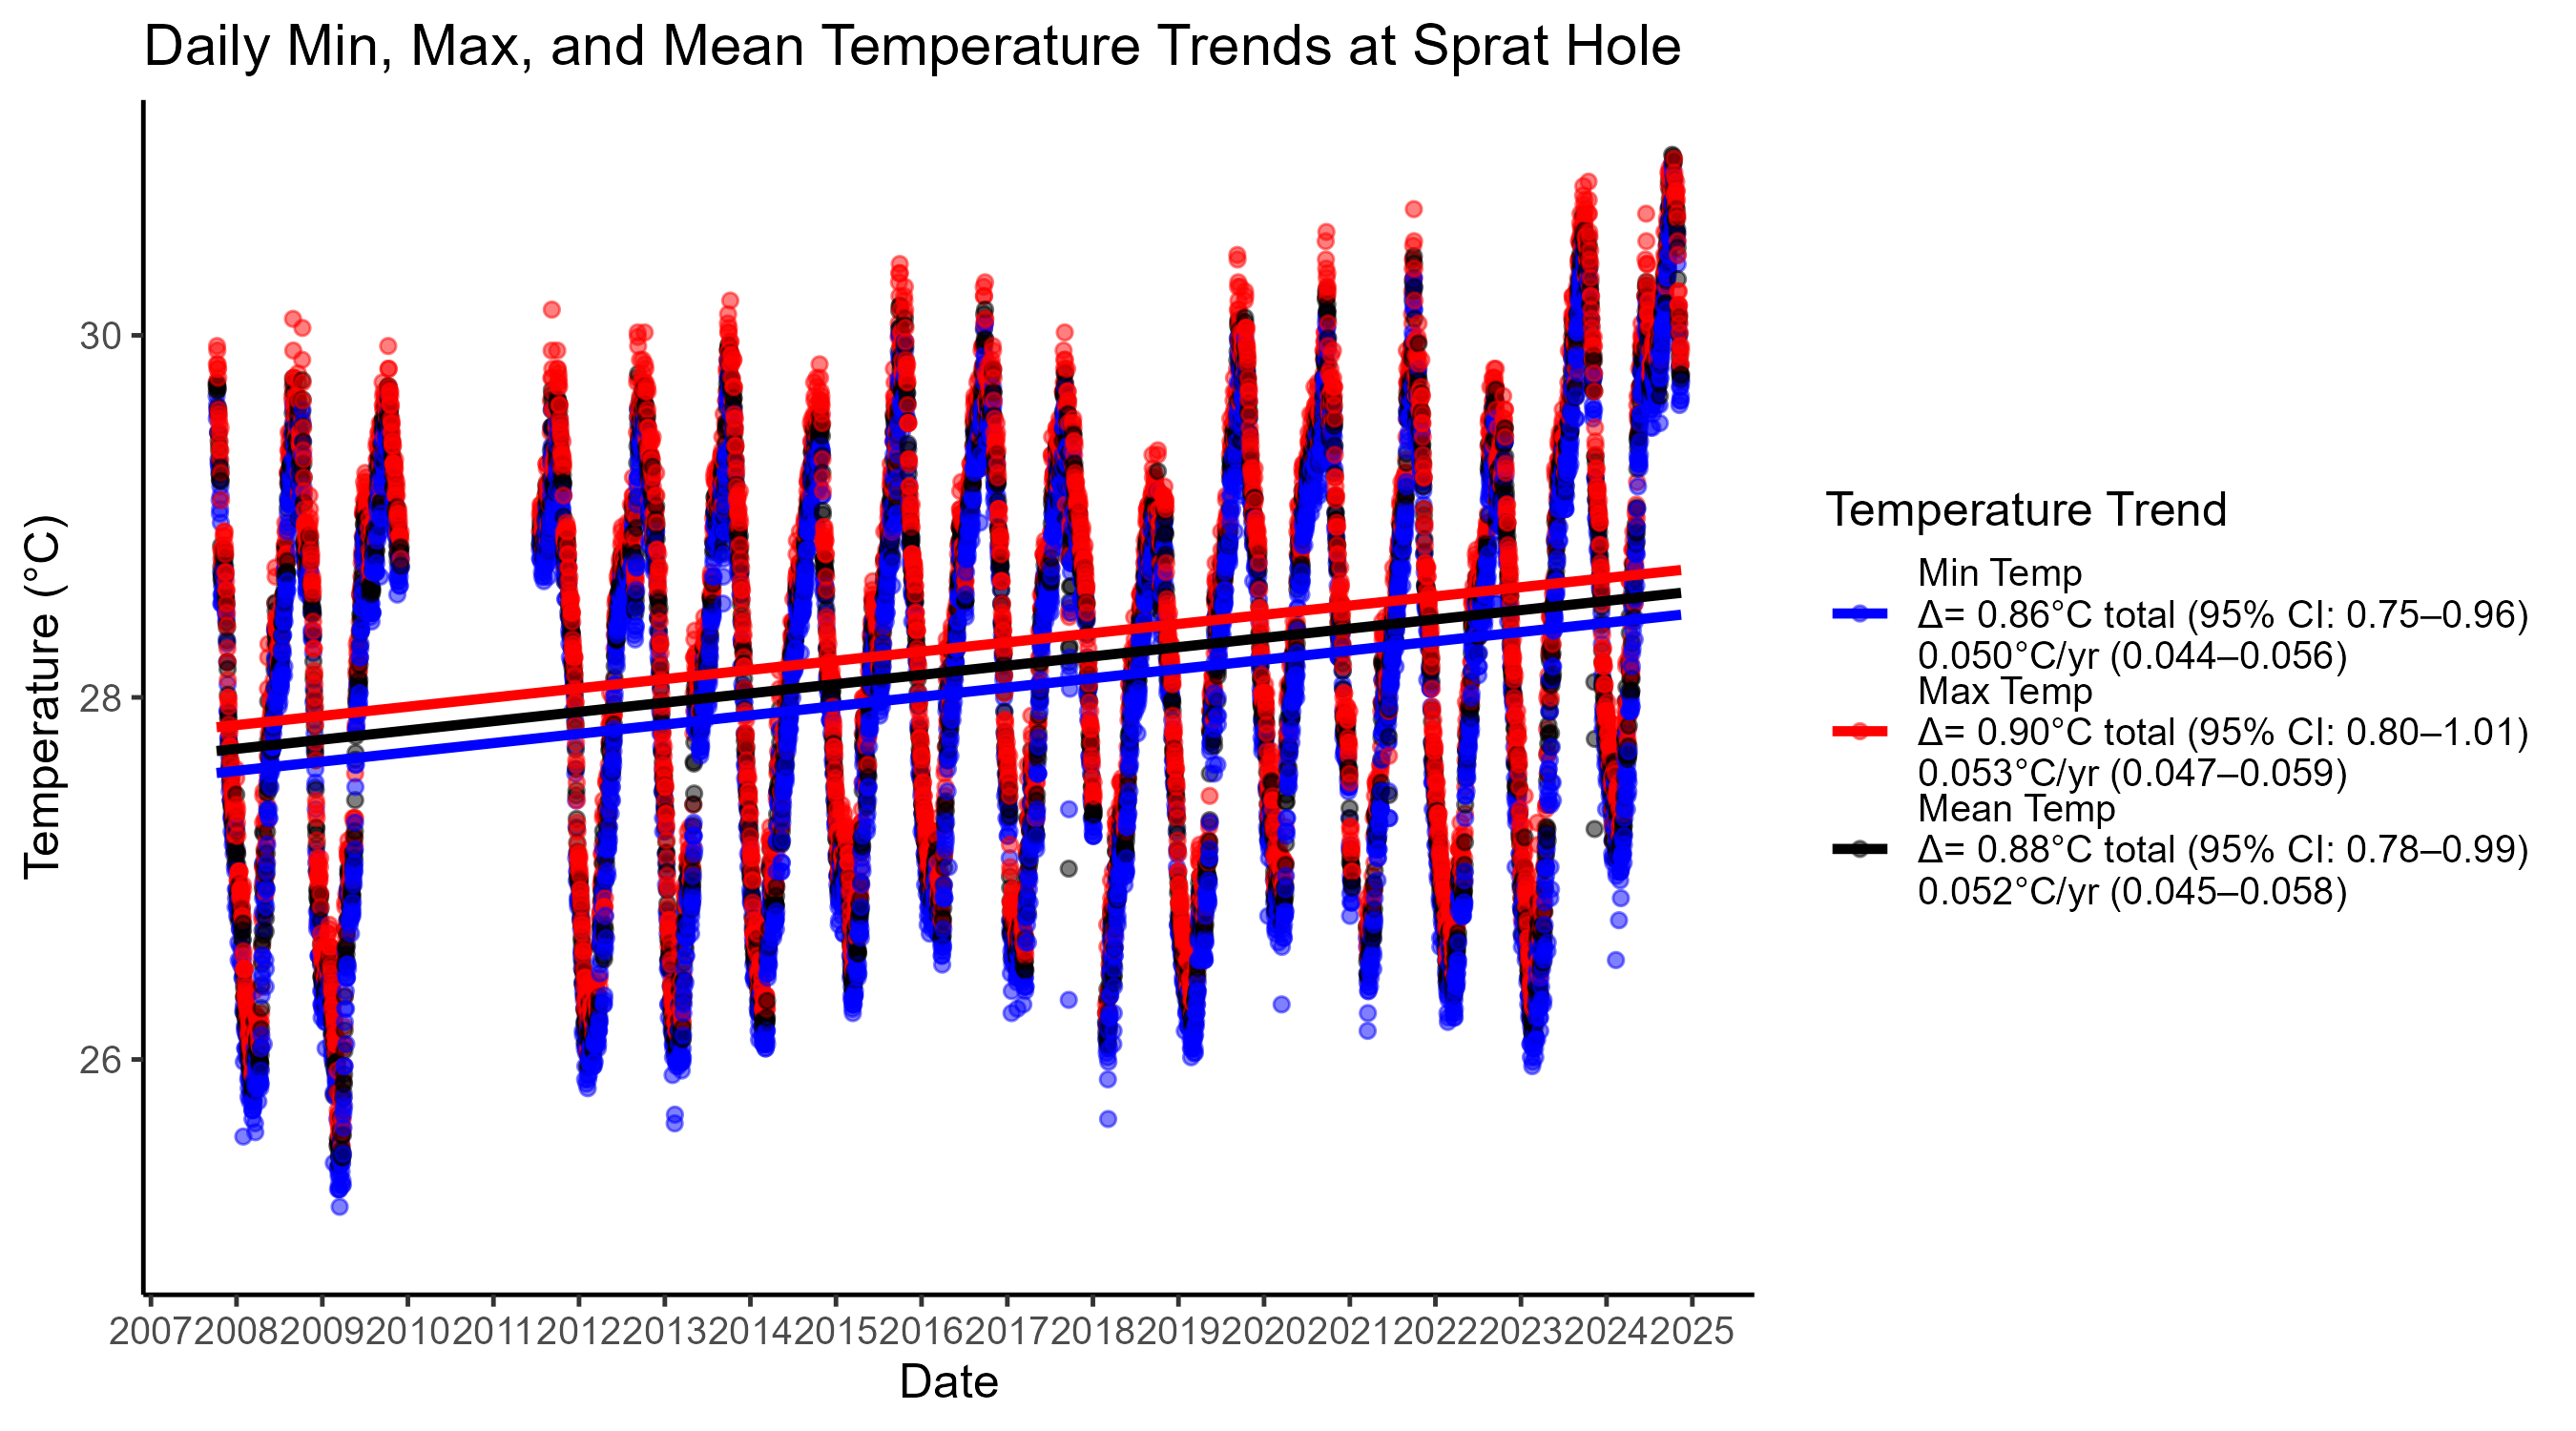 Daily Min, Max, and Mean Temperature Trends at Sprat Hole
Temperature (°C)
30
28
26
2007 2008 2009 2010 2011 2012 2013 2014 2015 2016 2017 2018 2019 2020 2021 2022 2023 2024 2025
Date
Temperature Trend
Min Temp
Δ= 0.86°C total (95% CI: 0.75–0.96)
0.050°C/yr (0.044–0.056)
Max Temp
Δ= 0.90°C total (95% CI: 0.80–1.01)
0.053°C/yr (0.047–0.059)
Mean Temp
Δ= 0.88°C total (95% CI: 0.78–0.99)
0.052°C/yr (0.045–0.058)